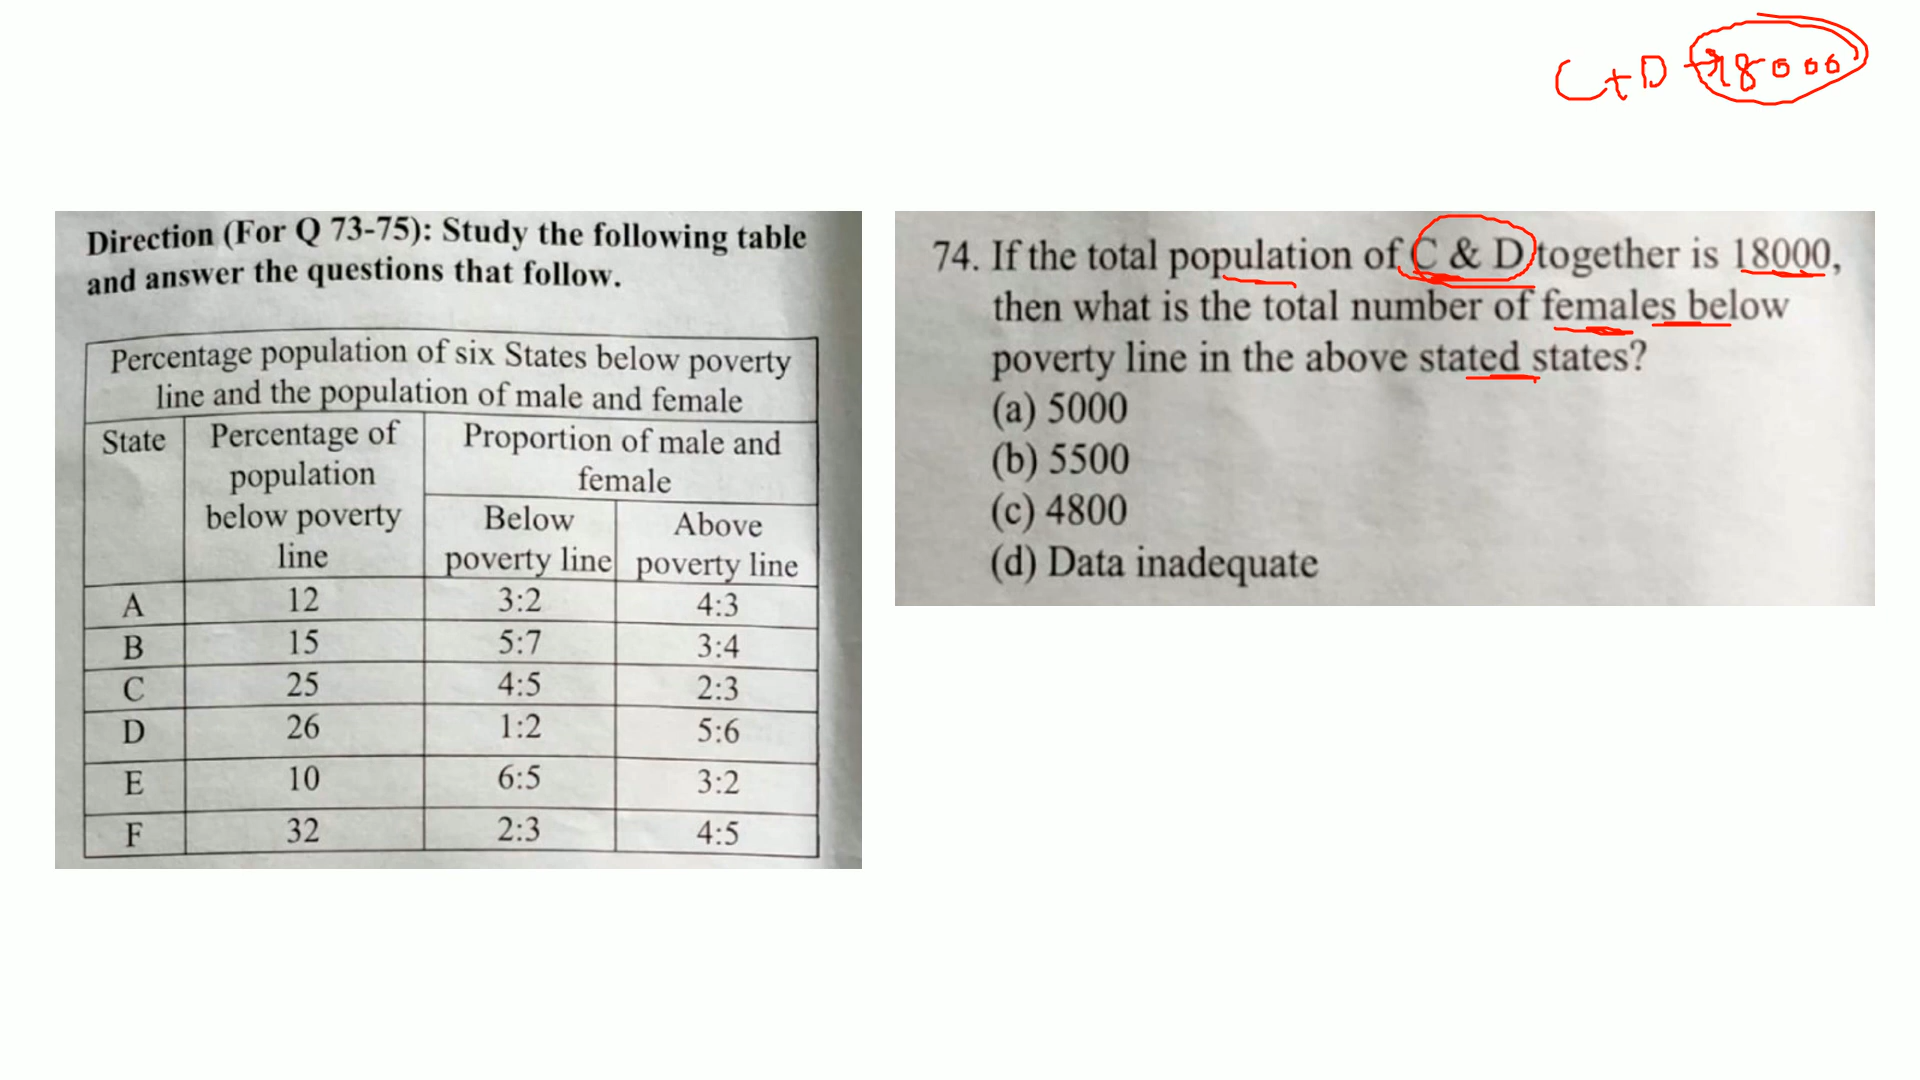 C+D → 18000
Direction (For Q 73-75): Study the following table
and answer the questions that follow.
Percentage population of six States below poverty
line and the population of male and female
State Percentage of population below poverty line Proportion of male and female
Below poverty line Above poverty line
A 12 3:2 4:3
B 15 5:7 3:4
C 25 4:5 2:3
D 26 1:2 5:6
E 10 6:5 3:2
F 32 2:3 4:5
74. If the total population of C & D together is 18000,
then what is the total number of females below
poverty line in the above stated states?
(a) 5000
(b) 5500
(c) 4800
(d) Data inadequate